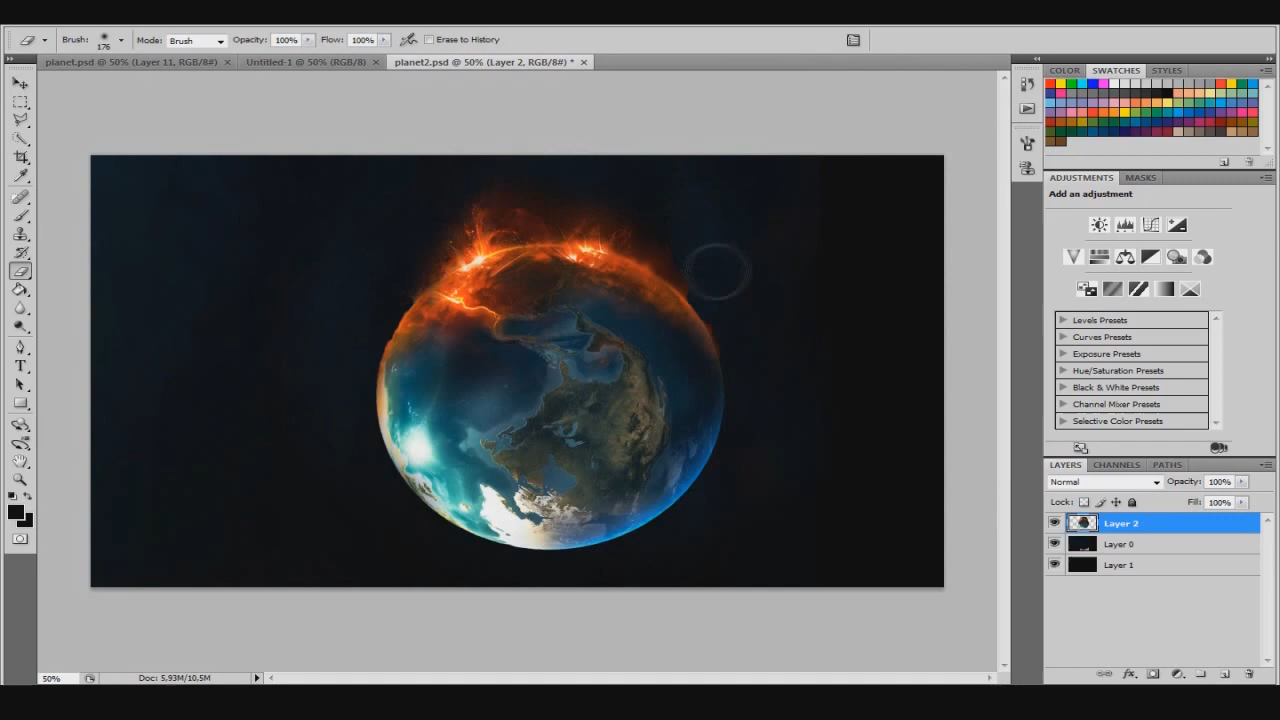 Brush: 176 Mode: Brush Opacity: 100% Flow: 100% Erase to History
planet.psd @ 50% (Layer 11, RGB/8#) × Untitled-1 @ 50% (RGB/8) × planet2.psd @ 50% (Layer 2, RGB/8#) * ×
COLOR SWATCHES STYLES
ADJUSTMENTS MASKS
Add an adjustment
Levels Presets
Curves Presets
Exposure Presets
Hue/Saturation Presets
Black & White Presets
Channel Mixer Presets
Selective Color Presets
LAYERS CHANNELS PATHS
Normal Opacity: 100%
Lock: Fill: 100%
Layer 2
Layer 0
Layer 1
50% Doc: 5,93M/10,5M